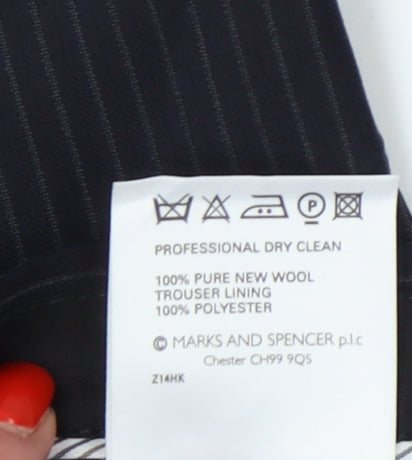 P
PROFESSIONAL DRY CLEAN
100% PURE NEW WOOL
TROUSER LINING
100% POLYESTER
© MARKS AND SPENCER p.l.c
Chester CH99 9QS
Z14HK